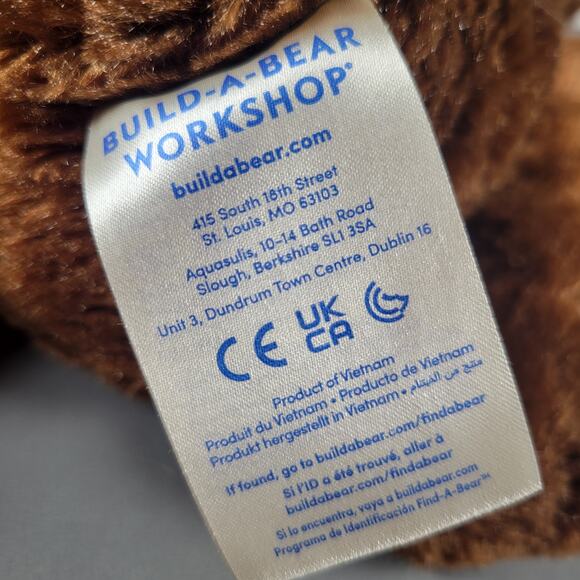 BUILD-A-BEAR
WORKSHOP®
buildabear.com
415 South 18th Street
St. Louis, MO 63103
Aquasulis, 10-14 Bath Road
Slough, Berkshire SL1 3SA
Unit 3, Dundrum Town Centre, Dublin 16
CE UK
CA
Product of Vietnam
Produit du Vietnam • Producto de Vietnam
Produkt hergestellt in Vietnam • منتج من الفيتنام
If found, go to buildabear.com/findabear
Si l'ID a été trouvé, aller à
buildabear.com/findabear
Si lo encuentra, vaya a buildabear.com
Programa de Identificación Find-A-Bear™